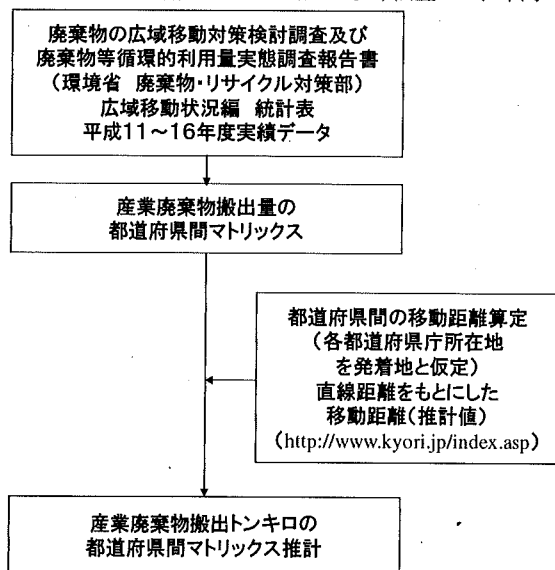 廃棄物の広域移動対策検討調査及び
廃棄物等循環的利用量実態調査報告書
(環境省 廃棄物・リサイクル対策部)
広域移動状況編 統計表
平成11~16年度実績データ
産業廃棄物搬出量の
都道府県間マトリックス
都道府県間の移動距離算定
(各都道府県庁所在地
を発着地と仮定)
直線距離をもとにした
移動距離(推計値)
(http://www.kyori.jp/index.asp)
産業廃棄物搬出トンキロの
都道府県間マトリックス推計